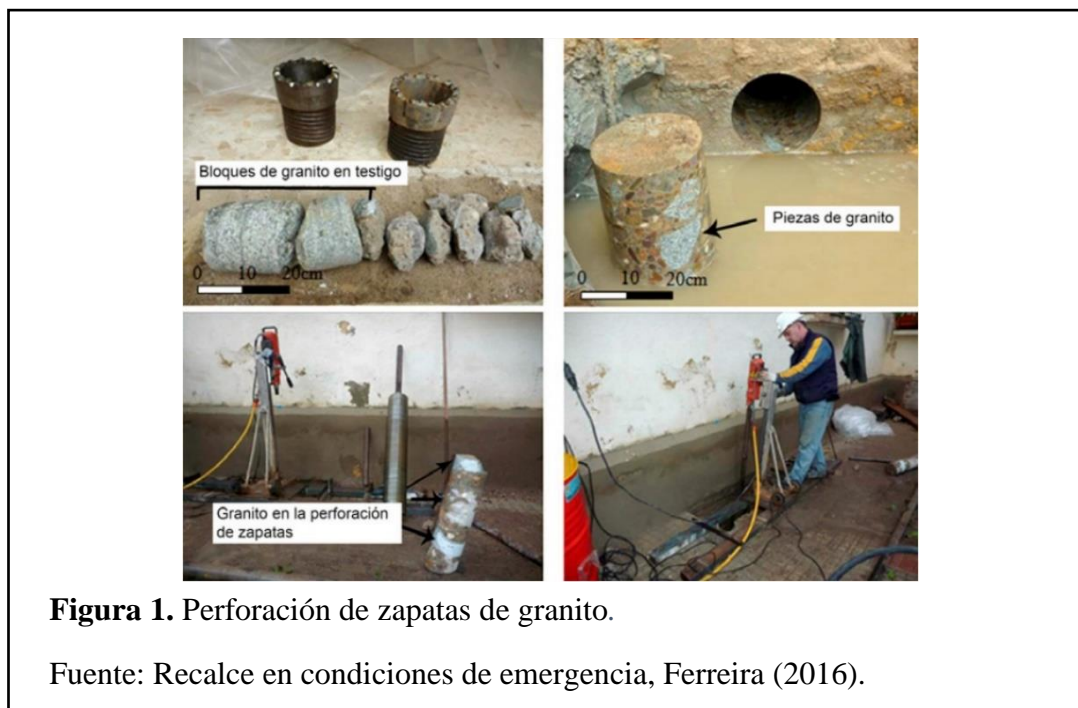 Bloques de granito en testigo
0 10 20cm
Piezas de granito
0 10 20cm
Granito en la perforación
de zapatas
Figura 1. Perforación de zapatas de granito.
Fuente: Recalce en condiciones de emergencia, Ferreira (2016).